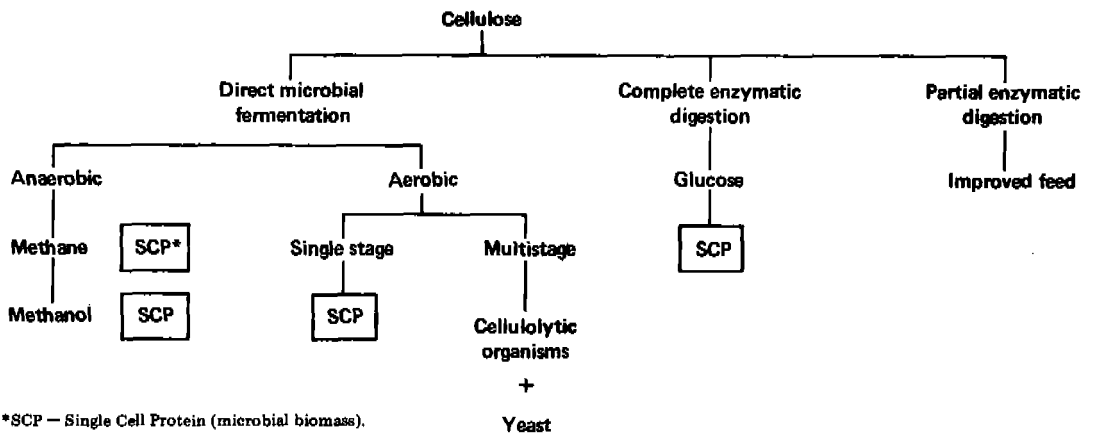 Cellulose
Direct microbial
fermentation
Complete enzymatic
digestion
Partial enzymatic
digestion
Anaerobic
Aerobic
Glucose
Improved feed
Methane
SCP*
Single stage
Multistage
SCP
Methanol
SCP
SCP
Cellulolytic
organisms
+
Yeast
*SCP — Single Cell Protein (microbial biomass).